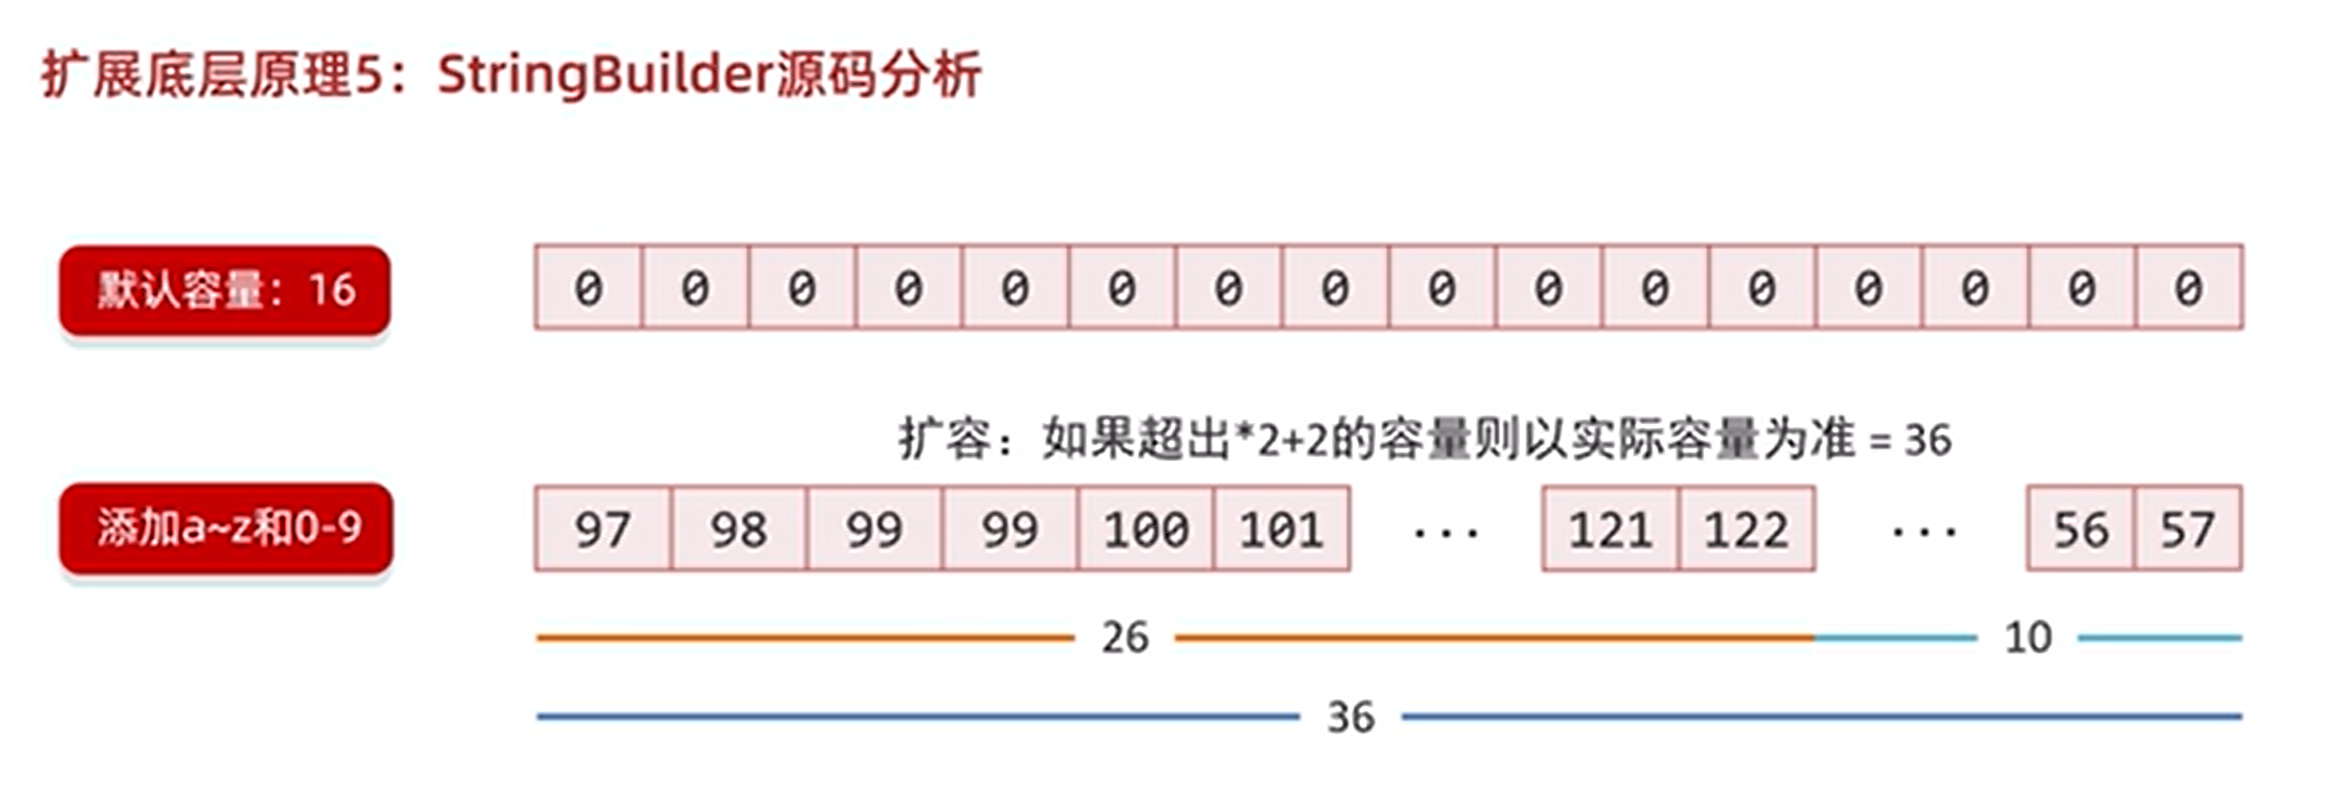 扩展底层原理5：StringBuilder源码分析
默认容量：16
0 0 0 0 0 0 0 0 0 0 0 0 0 0 0 0
扩容：如果超出*2+2的容量则以实际容量为准 = 36
添加a~z和0-9
97 98 99 99 100 101 ... 121 122 ... 56 57
26 10
36